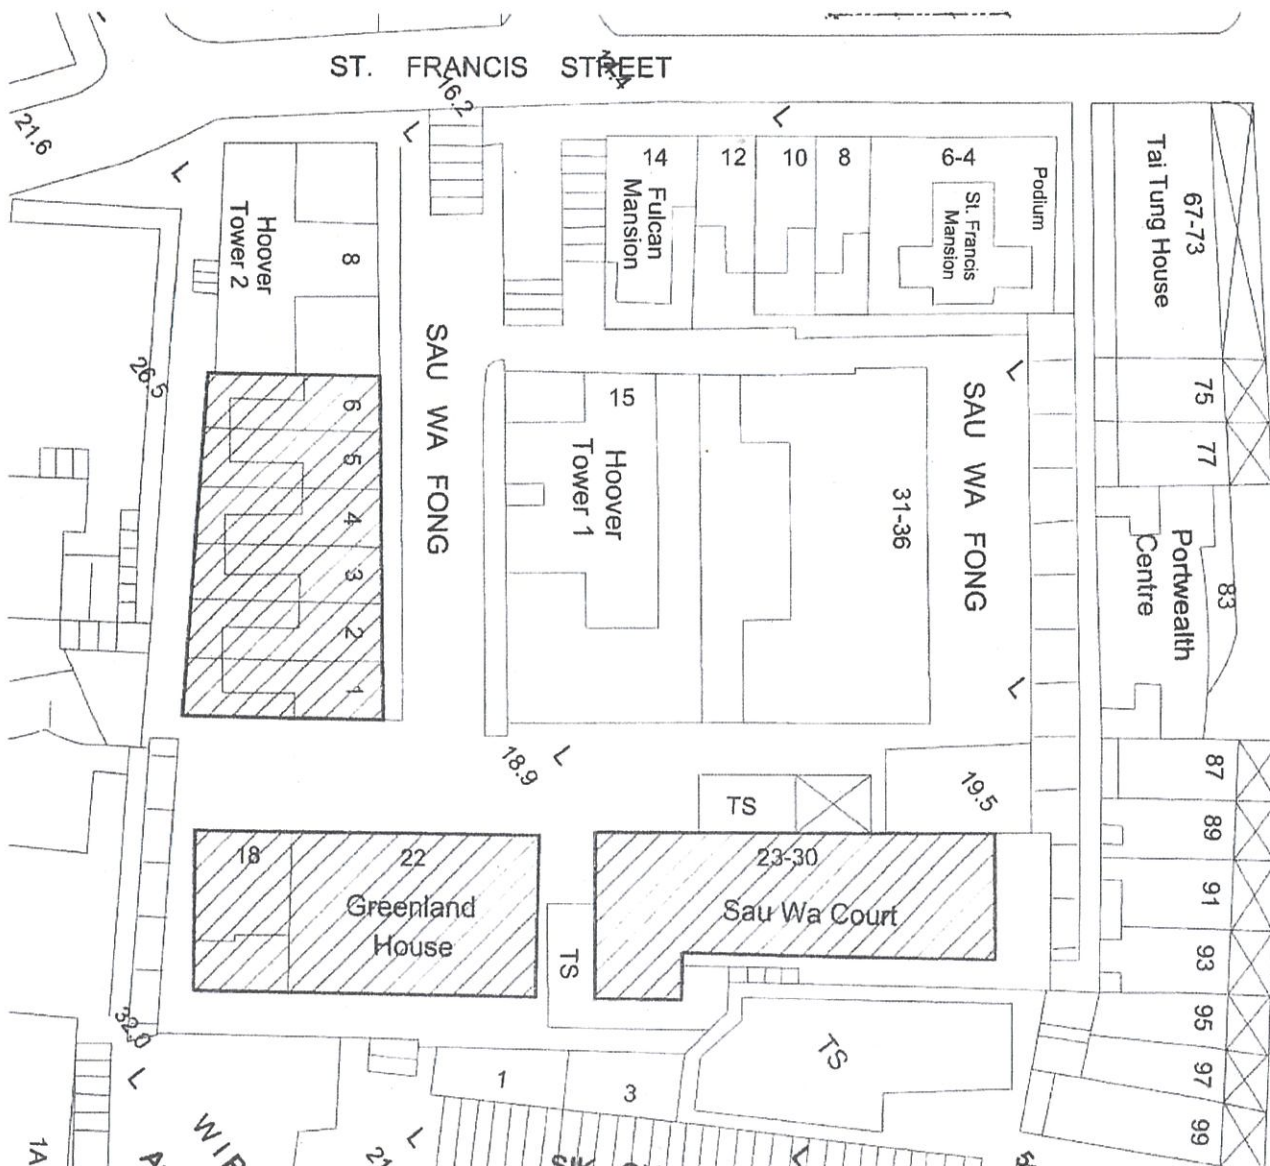 ST. FRANCIS STREET
16.2
21.6
L
L
L
14
Fulcan
Mansion
12
10
8
6-4
St. Francis
Mansion
Podium
67-73
Tai Tung House
Hoover
Tower 2
8
SAU WA FONG
26.5
6
5
4
3
2
1
15
Hoover
Tower 1
31-36
SAU WA FONG
L
L
75
77
83
Portwealth
Centre
18.9
L
TS
19.5
87
89
91
93
95
97
99
18
22
Greenland
House
TS
23-30
Sau Wa Court
TS
32.0
L
1
3
L
L
1A